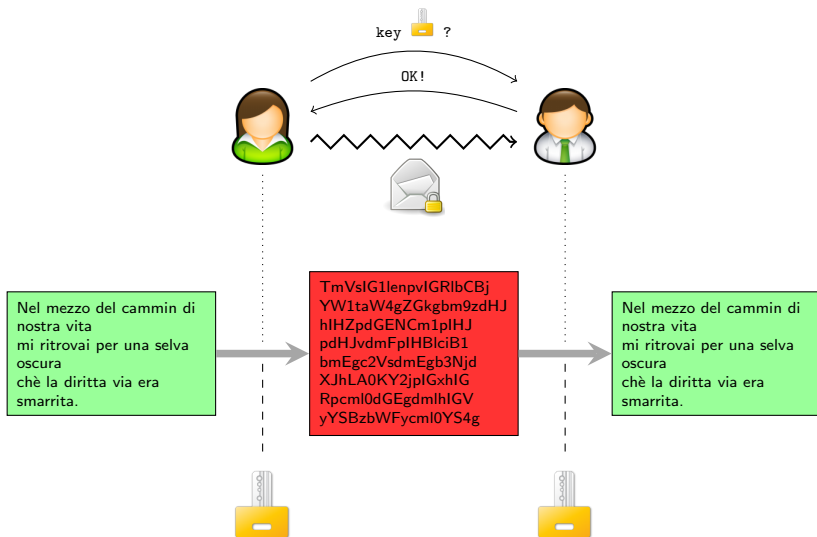 key ?
OK!
Nel mezzo del cammin di
nostra vita
mi ritrovai per una selva
oscura
chè la diritta via era
smarrita.
TmVsIG1lenpvIGRlbCBj
YW1taW4gZGkgbm9zdHJ
hIHZpdGENCm1pIHJ
pdHJvdmFpIHBlciB1
bmEgc2VsdmEgb3Njd
XJhLA0KY2jpIGxhIG
Rpcml0dGEgdmlhIGV
yYSBzbWFycml0YS4g
Nel mezzo del cammin di
nostra vita
mi ritrovai per una selva
oscura
chè la diritta via era
smarrita.